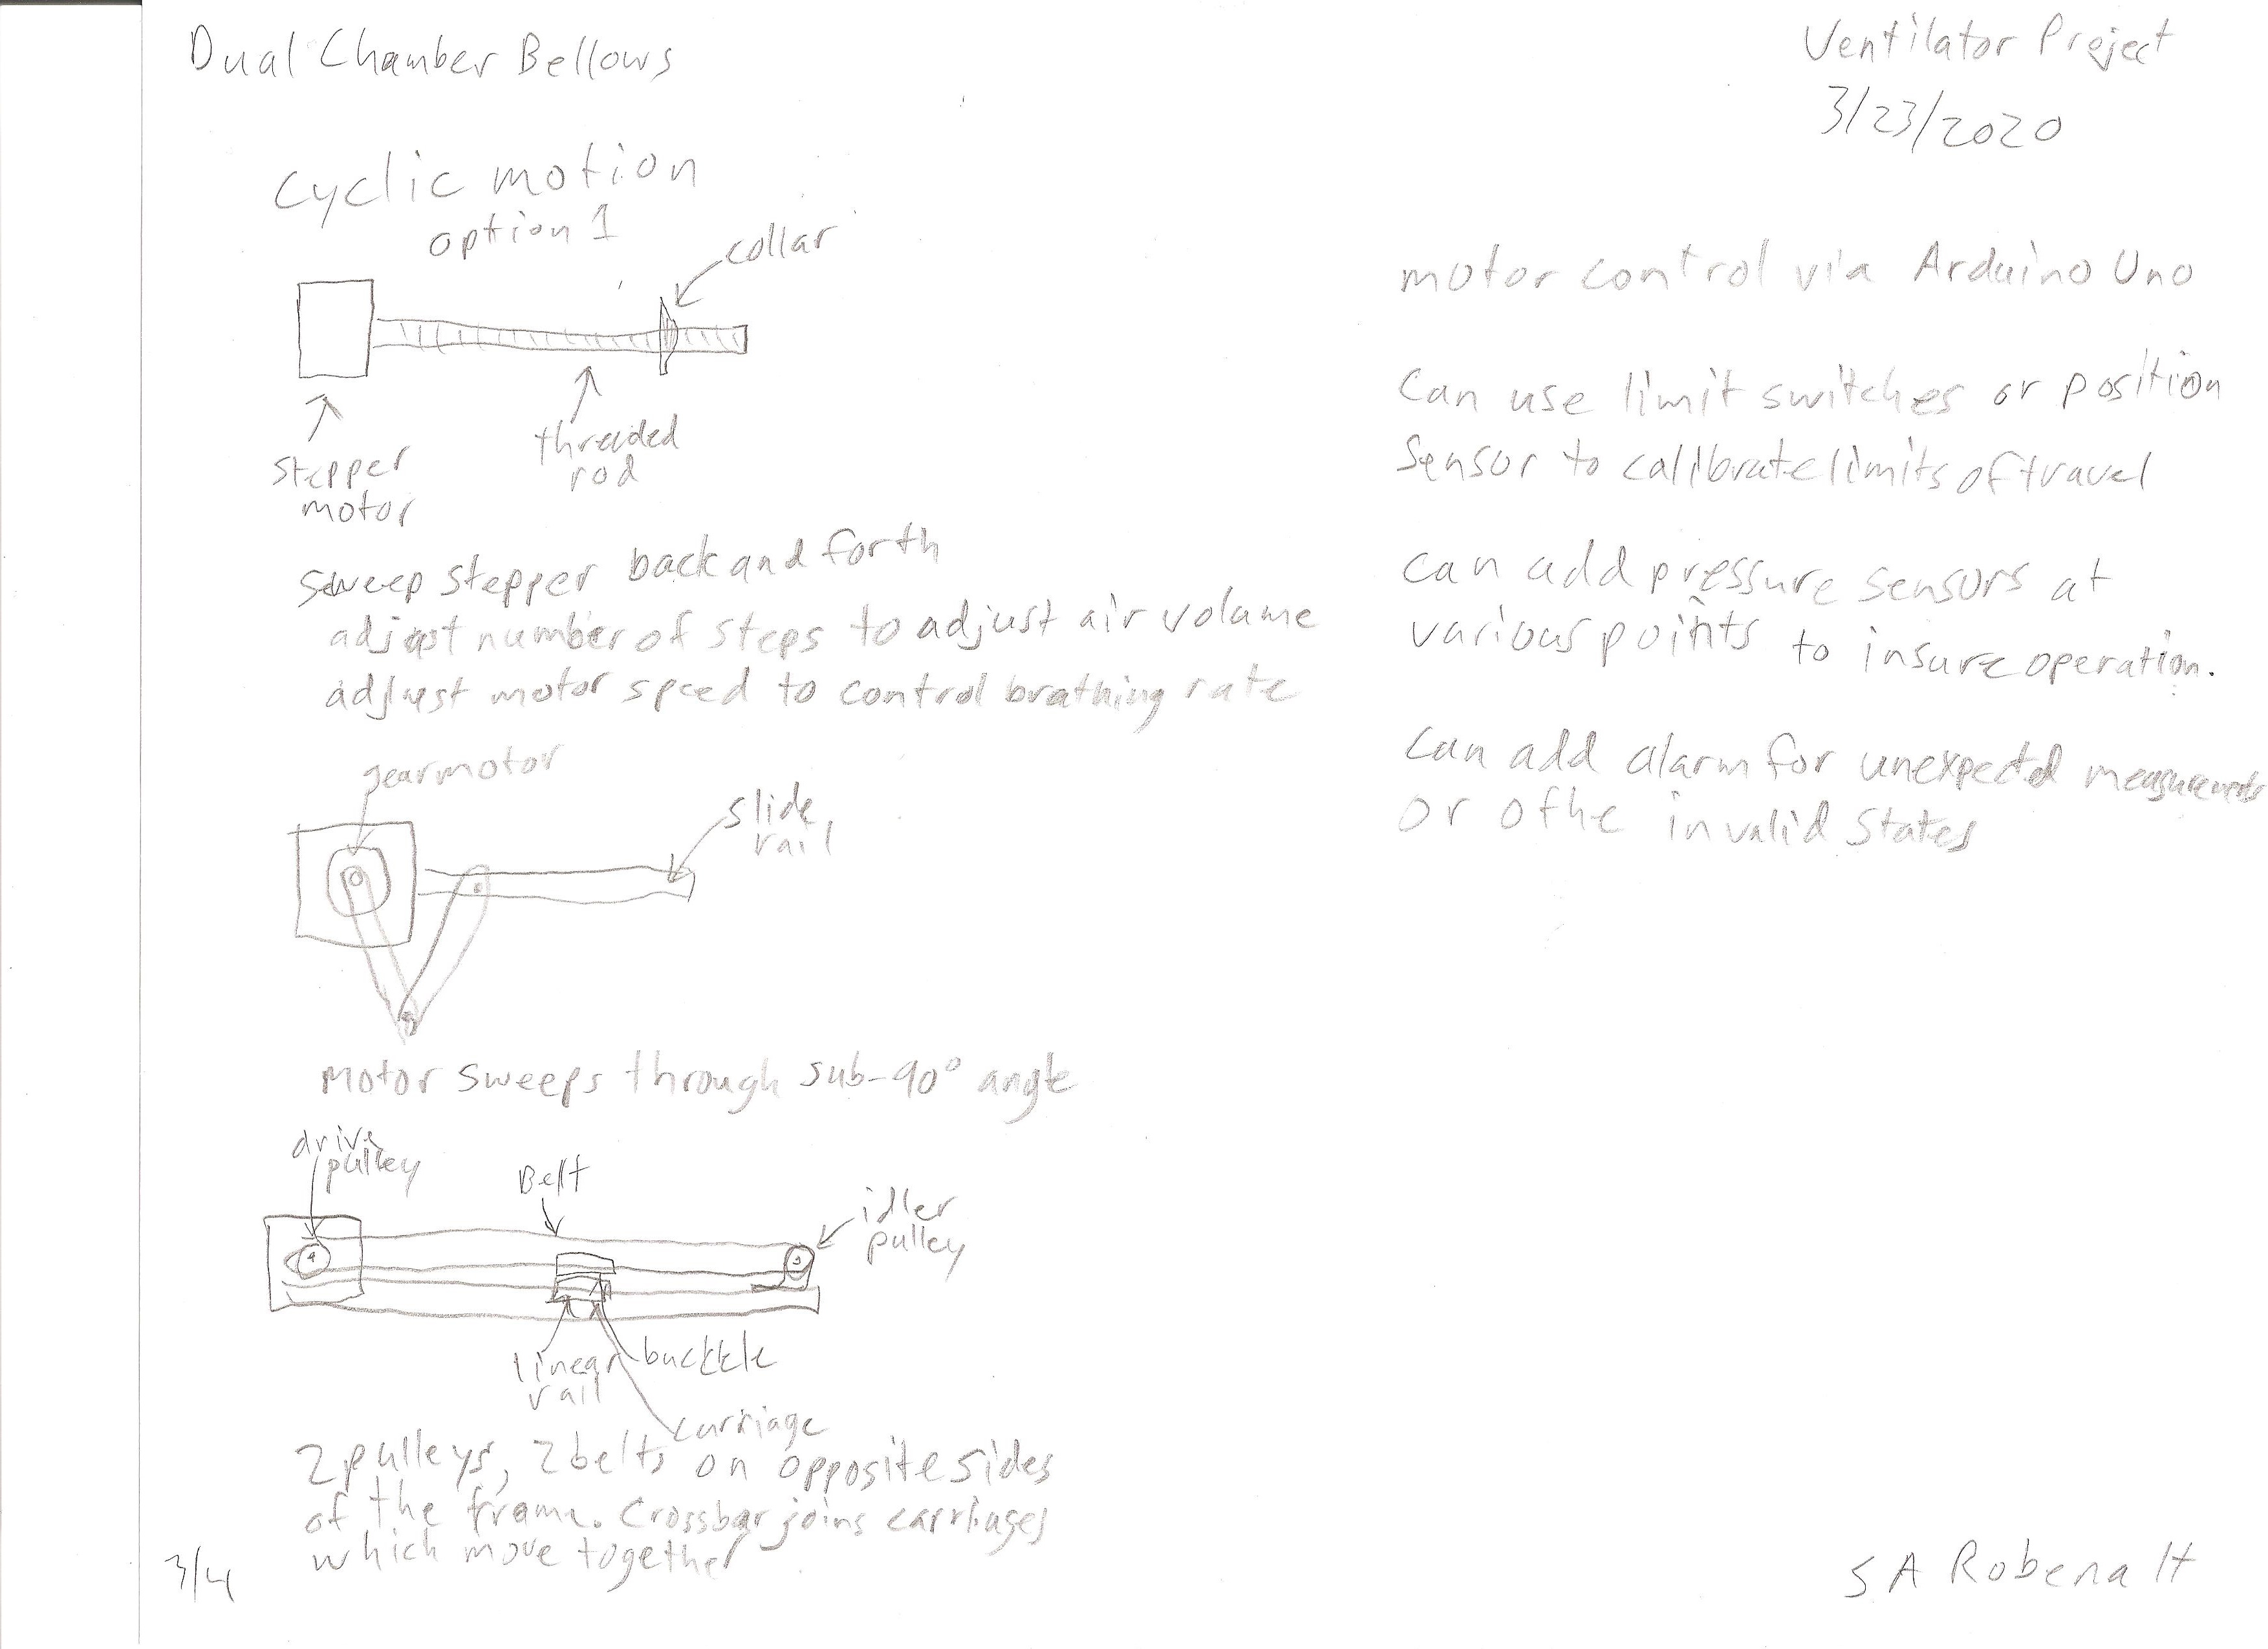 Dual Chamber Bellows
Ventilator Project
3/23/2020
cyclic motion
option 1
collar
stepper
motor
threaded
rod
sweep stepper back and forth
adjust number of steps to adjust air volume
adjust motor speed to control brathing rate
gearmotor
slide
rail
motor sweeps through sub-90° angle
drive
pulley
Belt
idler
pulley
linear
rail
bucktle
carriage
2 pulleys, 2 belts on opposite sides
of the frame. Crossbar joins carriages
which move together
3/4
motor control via Arduino Uno
can use limit switches or position
sensor to calibrate limits of travel
can add pressure sensors at
various points to insure operation.
can add alarm for unexpected measurements
or othe invalid states
S A Robenalt